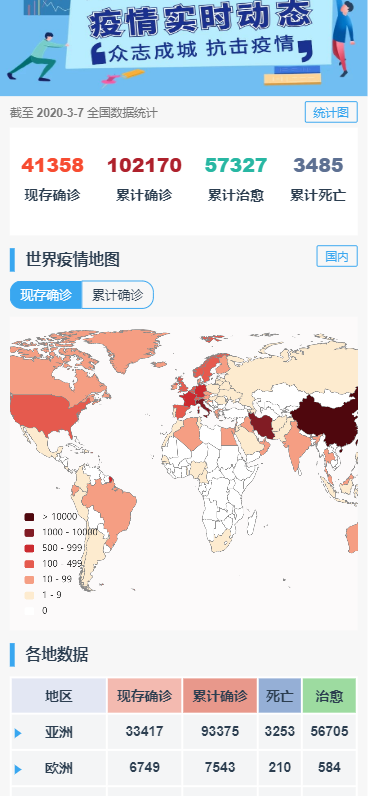 疫情实时动态
众志成城 抗击疫情
截至 2020-3-7 全国数据统计
统计图
41358 102170 57327 3485
现存确诊 累计确诊 累计治愈 累计死亡
世界疫情地图
国内
现存确诊 累计确诊
> 10000
1000 - 10000
500 - 999
100 - 499
10 - 99
1 - 9
0
各地数据
地区 现存确诊 累计确诊 死亡 治愈
亚洲 33417 93375 3253 56705
欧洲 6749 7543 210 584